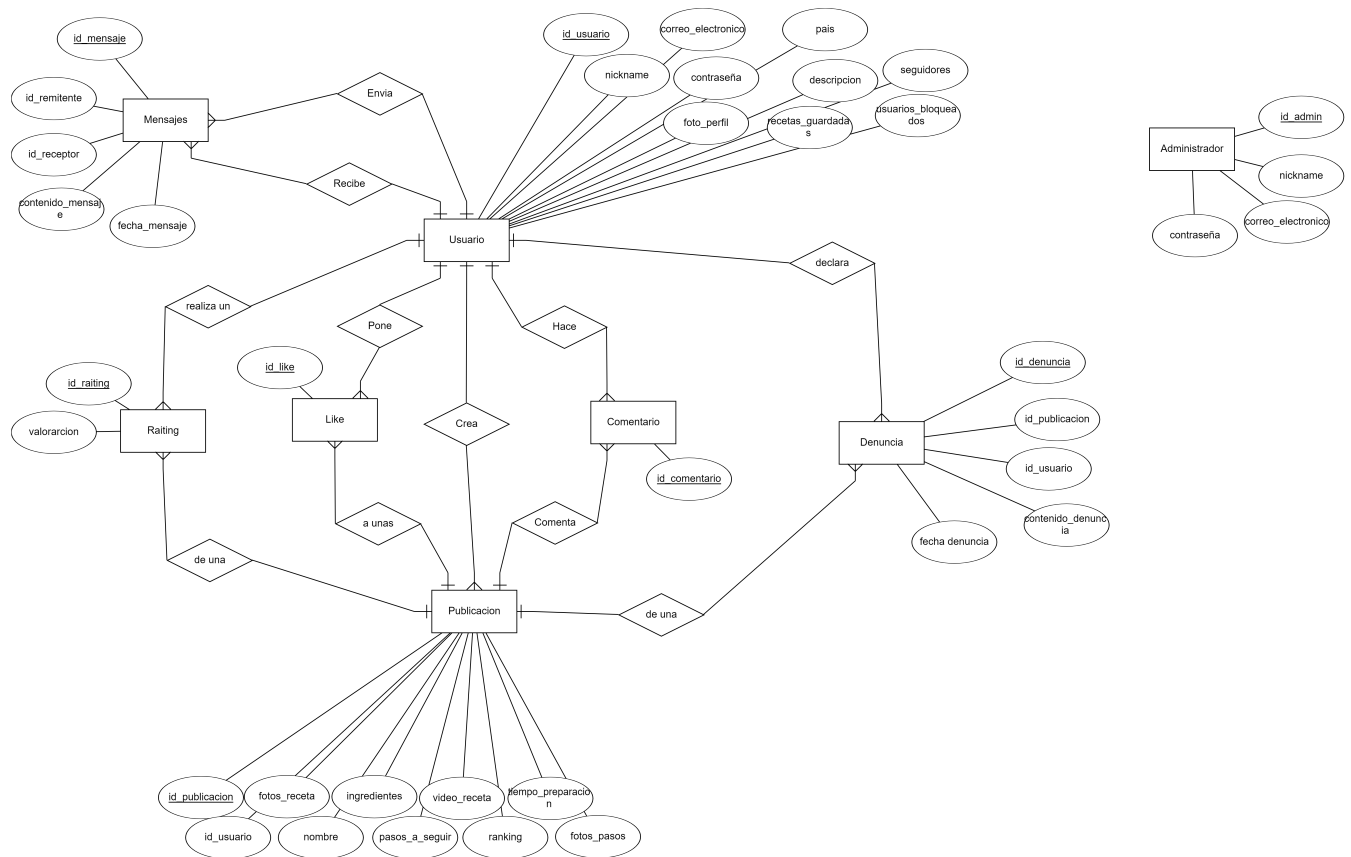 id_mensaje
id_remitente
Mensajes
id_receptor
contenido_mensaj
e
fecha_mensaje
Envia
Recibe
id_usuario
correo_electronico
pais
nickname
contraseña
descripcion
seguidores
foto_perfil
recetas_guardada
s
usuarios_bloquea
dos
Usuario
id_admin
Administrador
nickname
correo_electronico
contraseña
declara
realiza un
Pone
Hace
id_raiting
valorarcion
Raiting
id_like
Like
Crea
Comentario
id_comentario
id_denuncia
id_publicacion
Denuncia
id_usuario
contenido_denunc
ia
fecha denuncia
de una
a unas
Comenta
Publicacion
de una
id_publicacion
fotos_receta
ingredientes
video_receta
tiempo_preparacio
n
id_usuario
nombre
pasos_a_seguir
ranking
fotos_pasos